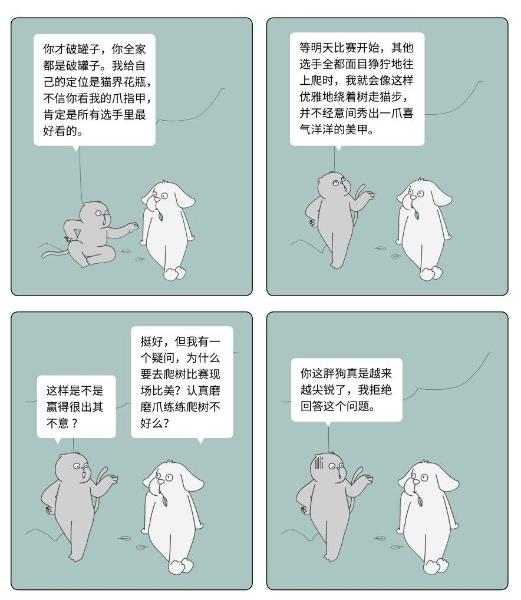 你才破罐子，你全家
都是破罐子。我给自
己的定位是猫界花瓶，
不信你看我的爪指甲，
肯定是所有选手里最
好看的。
等明天比赛开始，其他
选手全都面目狰狞地往
上爬时，我就会像这样
优雅地绕着树走猫步，
并不经意间秀出一爪喜
气洋洋的美甲。
这样是不是
赢得很出其
不意？
挺好，但我有一
个疑问，为什么
要去爬树比赛现
场比美？认真磨
磨爪练练爬树不
好么？
你这胖狗真是越来
越尖锐了，我拒绝
回答这个问题。